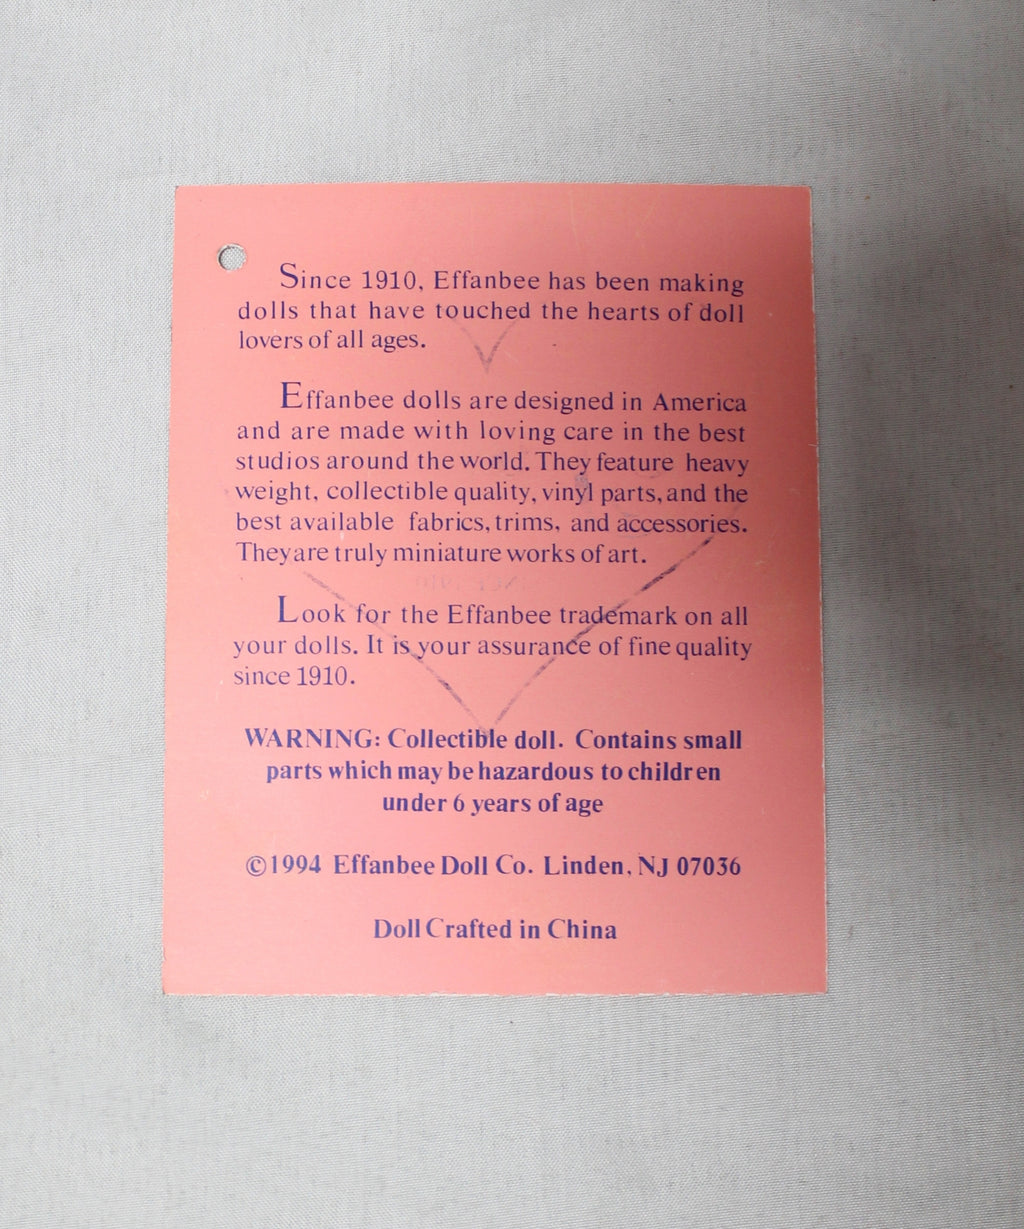 Since 1910, Effanbee has been making
dolls that have touched the hearts of doll
lovers of all ages.
Effanbee dolls are designed in America
and are made with loving care in the best
studios around the world. They feature heavy
weight, collectible quality, vinyl parts, and the
best available fabrics, trims, and accessories.
They are truly miniature works of art.
Look for the Effanbee trademark on all
your dolls. It is your assurance of fine quality
since 1910.
WARNING: Collectible doll. Contains small
parts which may be hazardous to children
under 6 years of age
©1994 Effanbee Doll Co. Linden, NJ 07036
Doll Crafted in China